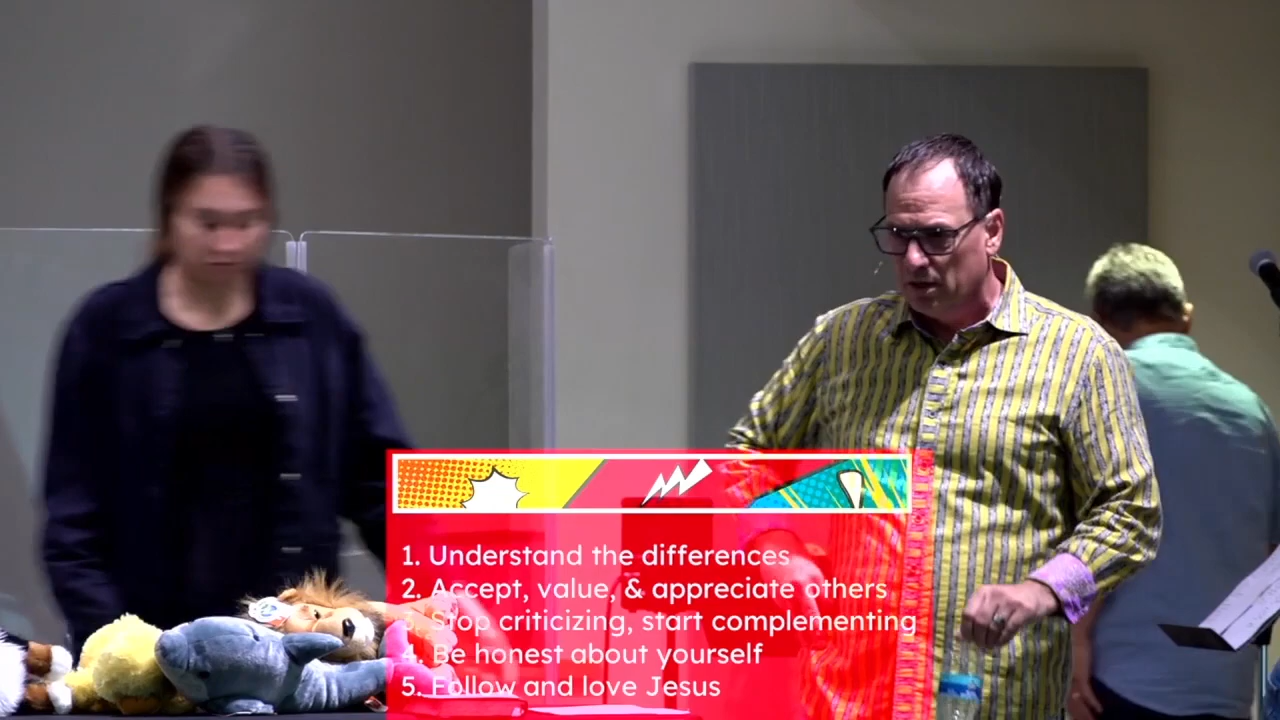 1. Understand the differences
2. Accept, value, & appreciate others
3. Stop criticizing, start complementing
4. Be honest about yourself
5. Follow and love Jesus